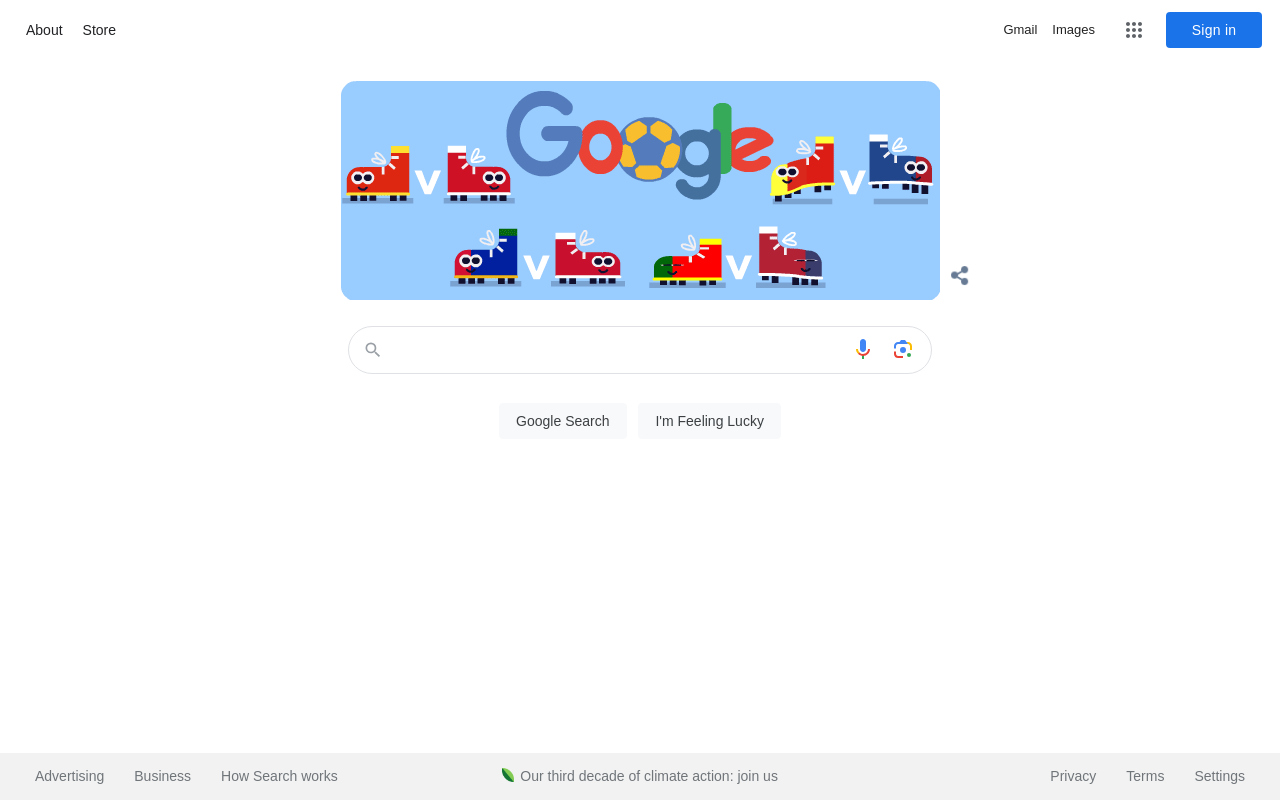 About Store Gmail Images Sign in
Google
v v
v v
Google Search I'm Feeling Lucky
Advertising Business How Search works Our third decade of climate action: join us Privacy Terms Settings